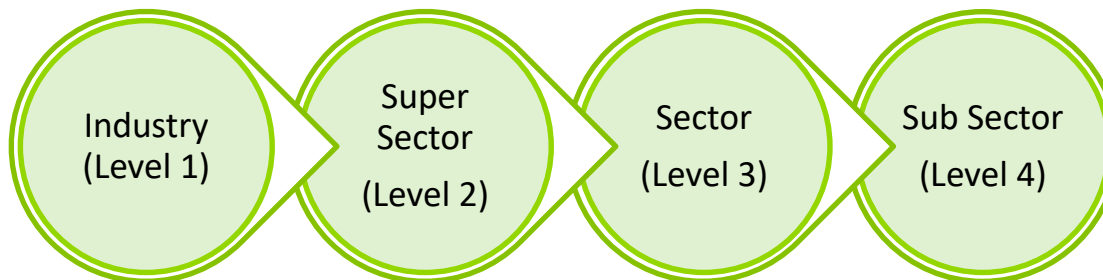 Industry
(Level 1)
Super
Sector
(Level 2)
Sector
(Level 3)
Sub Sector
(Level 4)